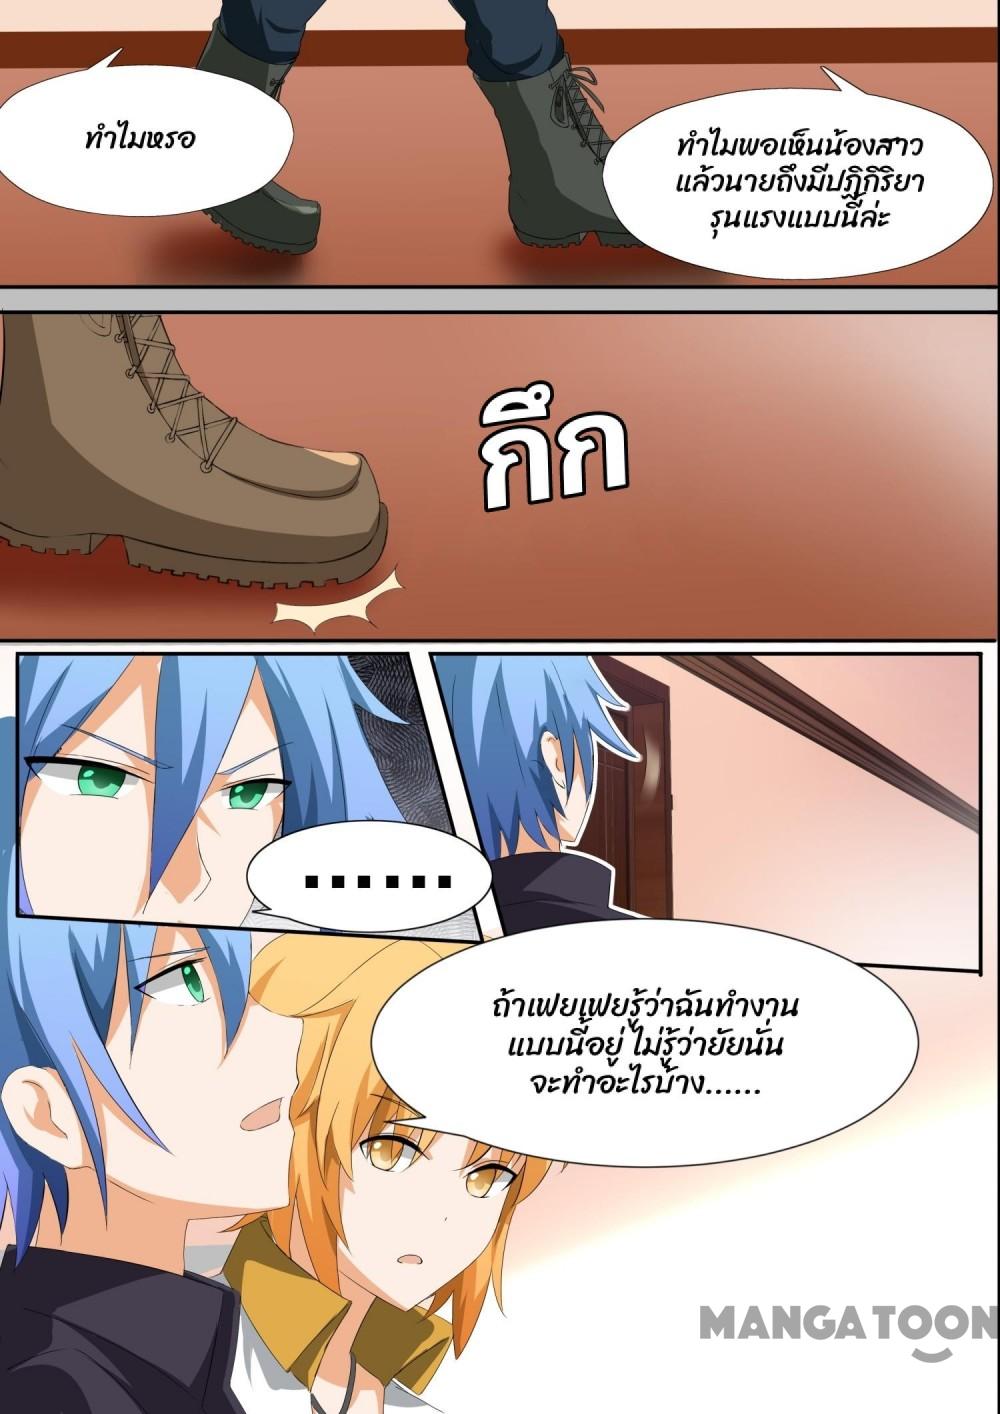 ทำไมหรอ
ทำไมพอเห็นน้องสาว
แล้วนายถึงมีปฏิกิริยา
รุนแรงแบบนี้ล่ะ
กึก
......
ถ้าเฟยเฟยรู้ว่าฉันทำงาน
แบบนี้อยู่ ไม่รู้ว่ายัยนั่น
จะทำอะไรบ้าง......
MANGATOON